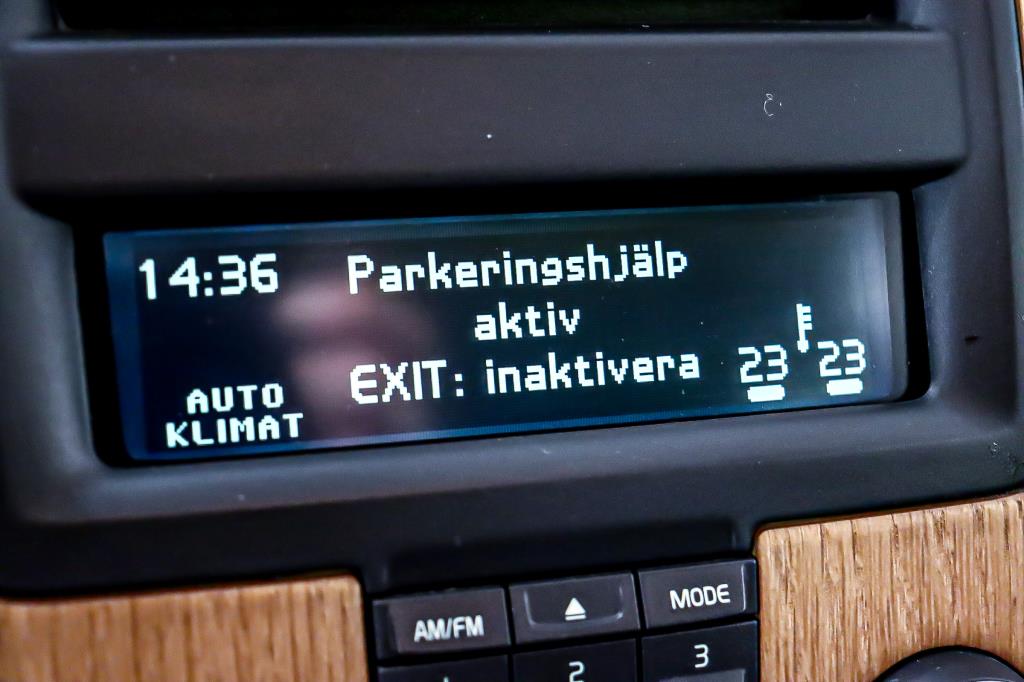 14:36
Parkeringshjälp
aktiv
EXIT: inaktivera
23 23
AUTO
KLIMAT
AM/FM
MODE
2
3